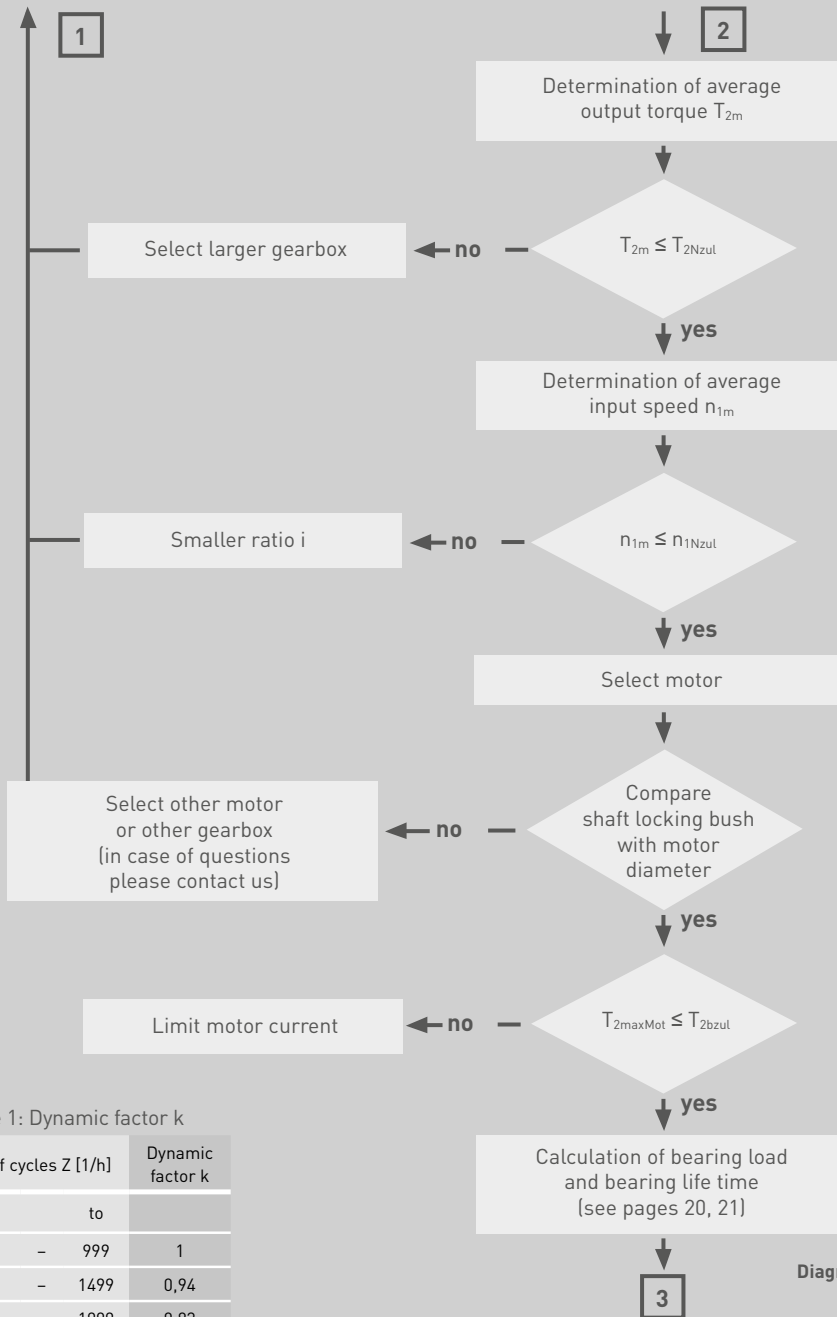 1
2
Determination of average
output torque T2m
Select larger gearbox
no
T2m ≤ T2Nzul
yes
Determination of average
input speed n1m
Smaller ratio i
no
n1m ≤ n1Nzul
yes
Select motor
Select other motor
or other gearbox
(in case of questions
please contact us)
no
Compare
shaft locking bush
with motor
diameter
yes
Limit motor current
no
T2maxMot ≤ T2bzul
yes
1: Dynamic factor k
cycles Z [1/h]
Dynamic
factor k
to
– 999 1
– 1499 0,94
Calculation of bearing load
and bearing life time
(see pages 20, 21)
3